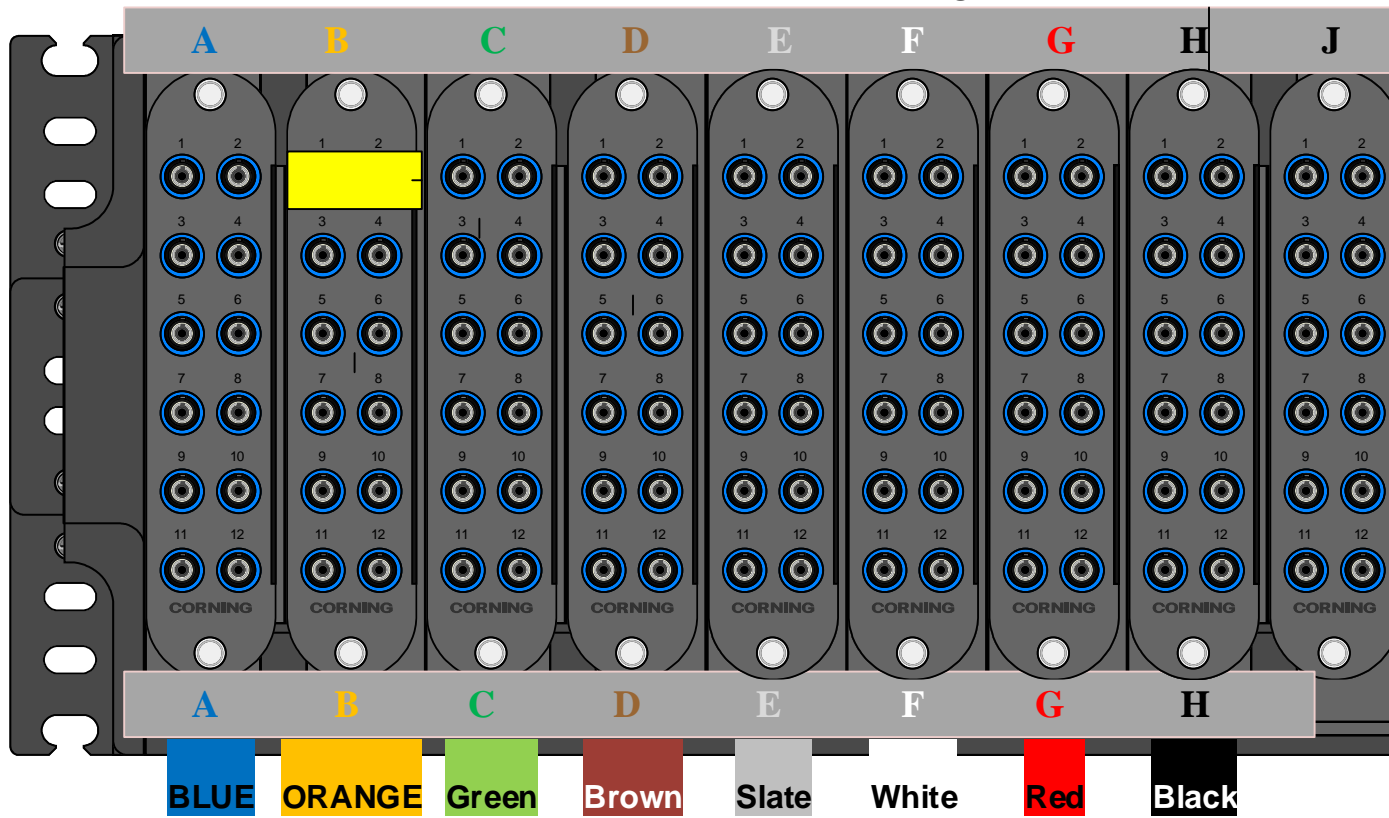 A B C D E F G H J
1 2 1 2 1 2 1 2 1 2 1 2 1 2 1 2 1 2
3 4 3 4 3 4 3 4 3 4 3 4 3 4 3 4 3 4
5 6 5 6 5 6 5 6 5 6 5 6 5 6 5 6 5 6
7 8 7 8 7 8 7 8 7 8 7 8 7 8 7 8 7 8
9 10 9 10 9 10 9 10 9 10 9 10 9 10 9 10 9 10
11 12 11 12 11 12 11 12 11 12 11 12 11 12 11 12 11 12
CORNING CORNING CORNING CORNING CORNING CORNING CORNING CORNING CORNING
A B C D E F G H
BLUE ORANGE Green Brown Slate White Red Black